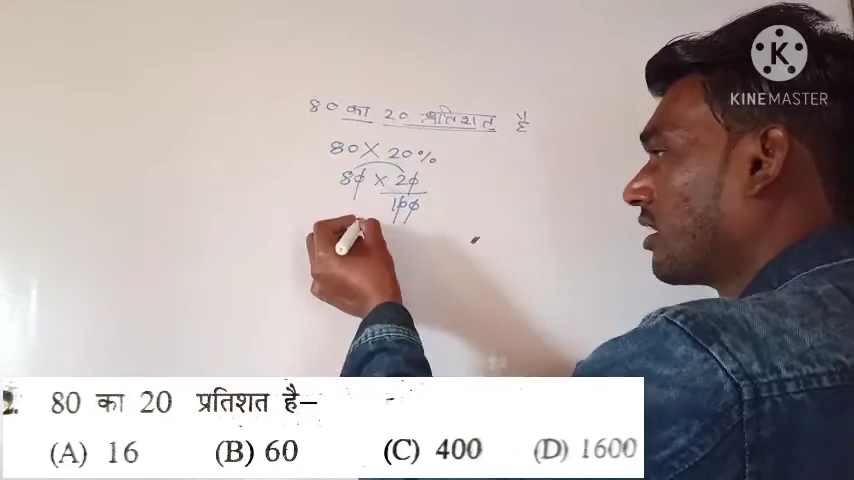 KINEMASTER
80 का 20 प्रतिशत है
80 X 20%
80 X 20
100
2. 80 का 20 प्रतिशत है–
(A) 16 (B) 60 (C) 400 (D) 1600